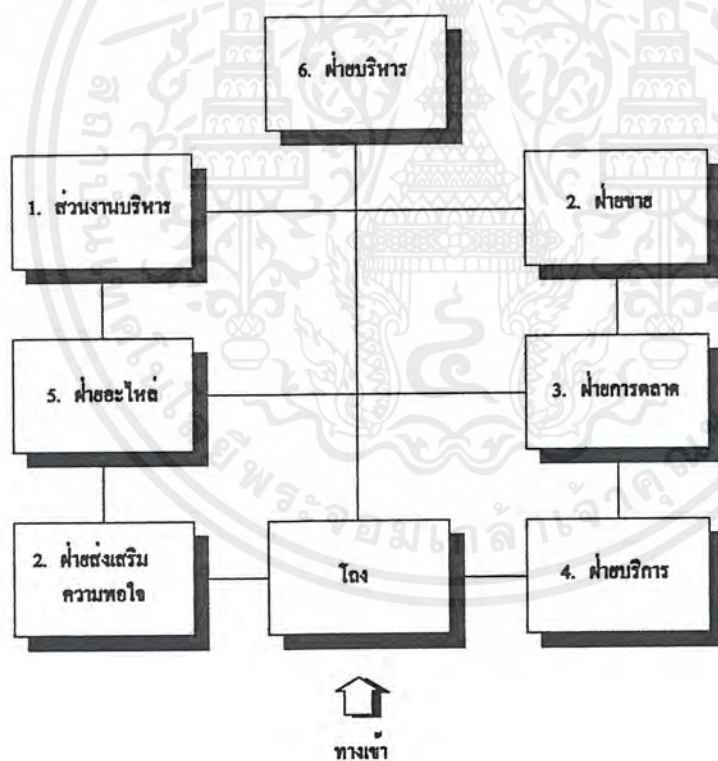 6. ฝ่ายบริหาร
1. ส่วนงานบริหาร
2. ฝ่ายขาย
5. ฝ่ายอะไหล่
3. ฝ่ายการตลาด
2. ฝ่ายส่งเสริม
ความพอใจ
โถง
4. ฝ่ายบริการ
ทางเข้า